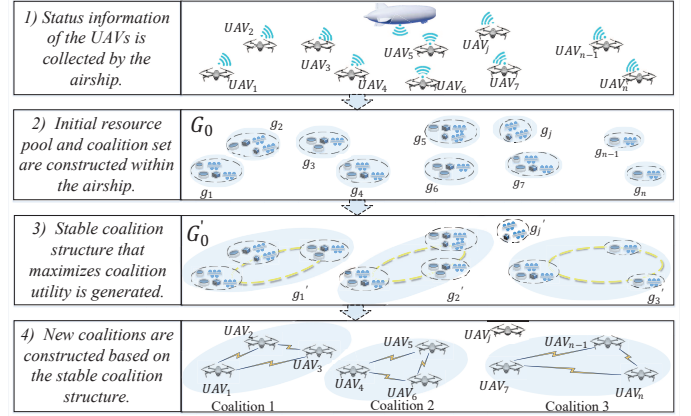 1) Status information
of the UAVs is
collected by the
airship.
UAV₁
UAV₂
UAV₃
UAV₄
UAV₅
UAV₆
UAVⱼ
UAV₇
UAVₙ₋₁
UAVₙ
2) Initial resource
pool and coalition set
are constructed within
the airship.
G₀
g₁
g₂
g₃
g₄
g₅
g₆
gⱼ
g₇
gₙ₋₁
gₙ
3) Stable coalition
structure that
maximizes coalition
utility is generated.
G₀'
g₁'
g₂'
gⱼ'
g₃'
4) New coalitions are
constructed based on
the stable coalition
structure.
UAV₁
UAV₂
UAV₃
Coalition 1
UAV₄
UAV₅
UAV₆
Coalition 2
UAVⱼ
UAV₇
UAVₙ₋₁
UAVₙ
Coalition 3